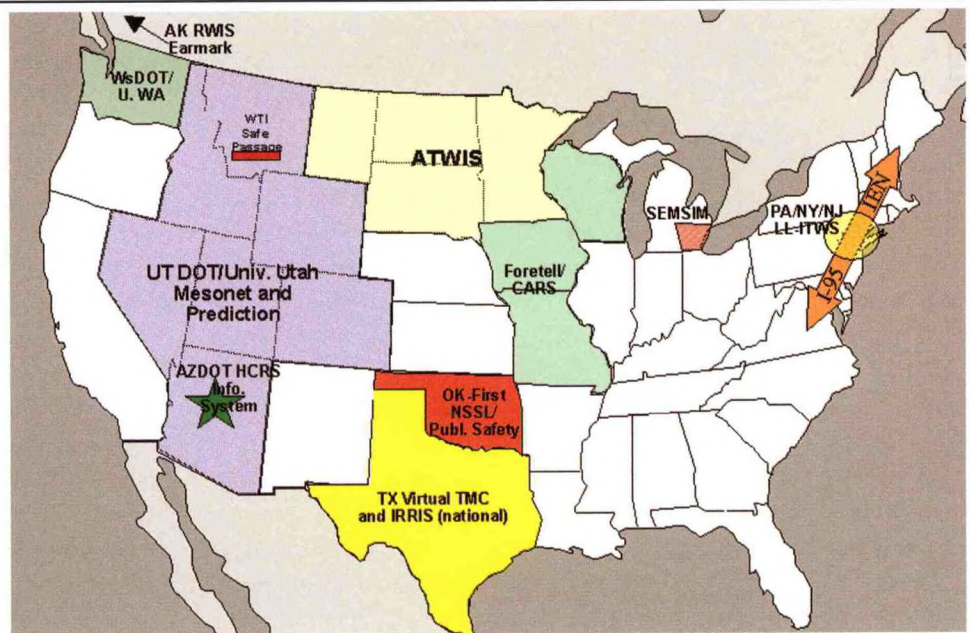 AK RWIS
Earmark
WsDOT/
U. WA
WTI
Safe
Passage
ATWIS
SEMSIM
PA/NY/NJ
LL-ITWS
I-95
IEN
Foretell/
CARS
UT DOT/Univ. Utah
Mesonet and
Prediction
AZDOT HCRS
Info.
System
OK-First
NSSL/
Publ. Safety
TX Virtual TMC
and IRRIS (national)